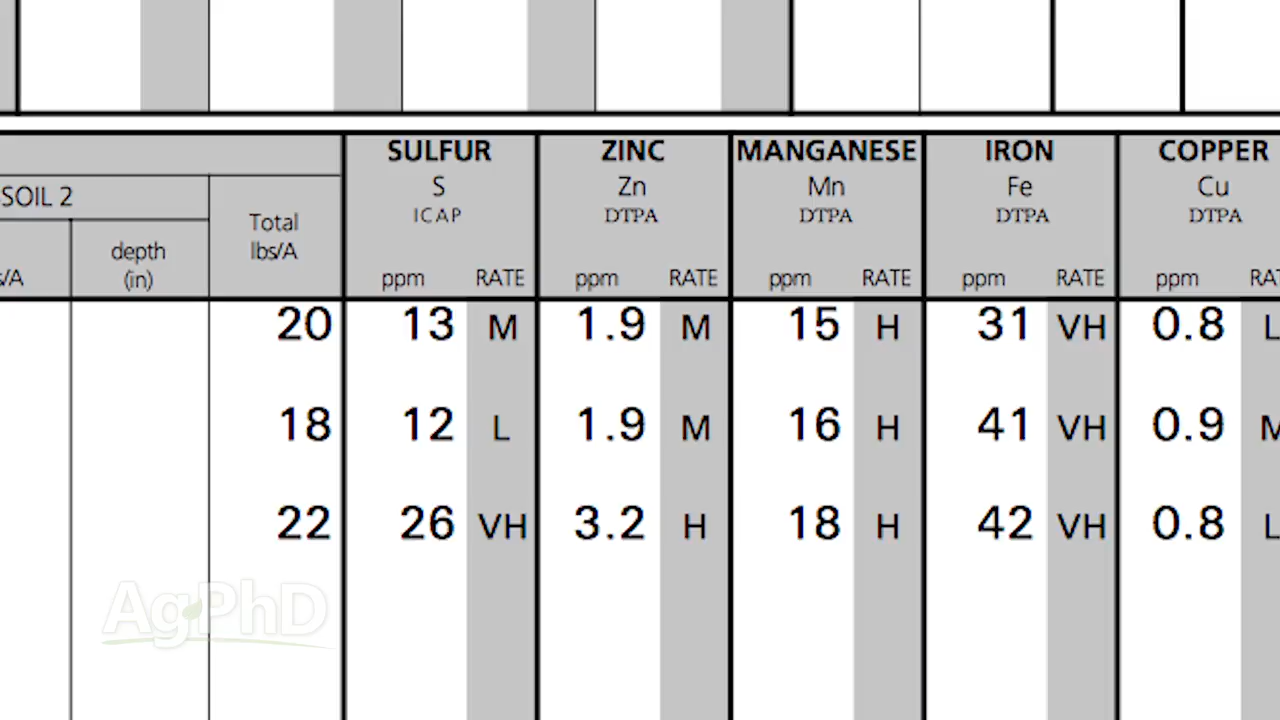 SULFUR ZINC MANGANESE IRON COPPER
SOIL 2 S Zn Mn Fe Cu
Total ICAP DTPA DTPA DTPA DTPA
depth lbs/A
(in) ppm RATE ppm RATE ppm RATE ppm RATE ppm
20 13 M 1.9 M 15 H 31 VH 0.8 L
18 12 L 1.9 M 16 H 41 VH 0.9 M
22 26 VH 3.2 H 18 H 42 VH 0.8 L
AgPhD